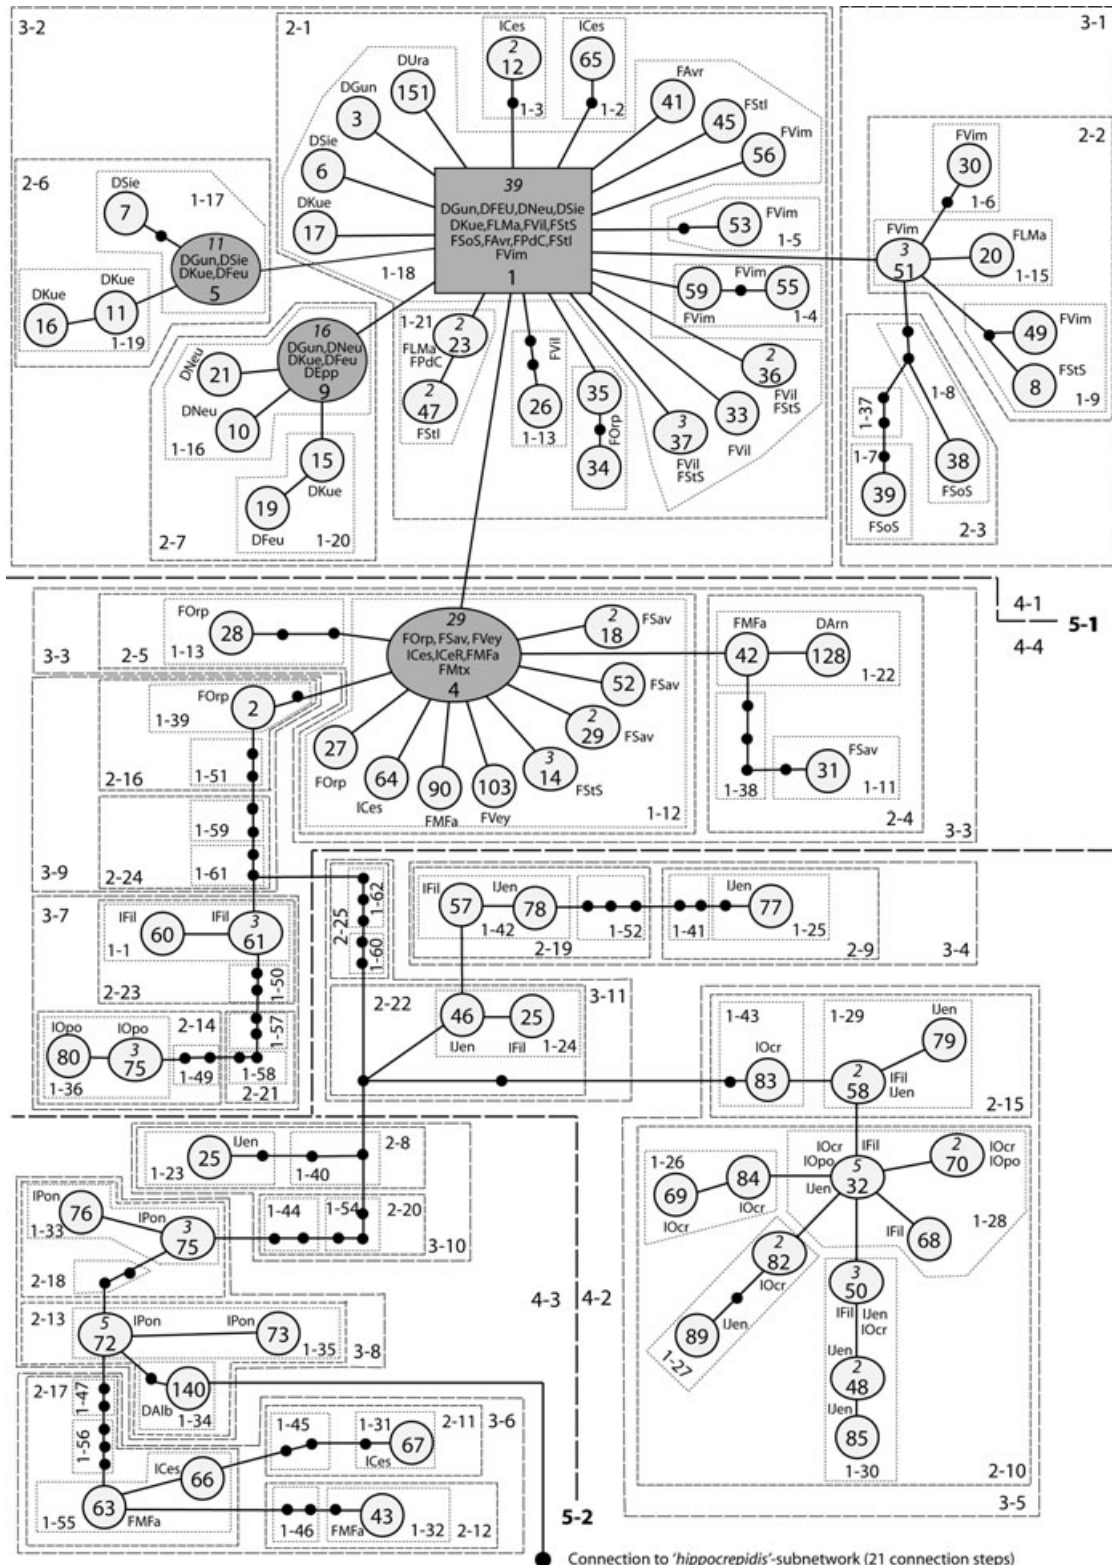 3-2
2-1
ICes
2
12
1-3
ICes
65
1-2
3-1
DUra
151
DGun
3
DSie
6
DKue
17
FAvr
41
FStI
45
FVim
56
39
DGun,DFEU,DNeu,DSie
DKue,FLMa,FVil,FStS
FSoS,FAvr,FPdC,FStI
FVim
1
53
FVim
1-5
59
FVim
FVim
55
1-4
2-2
FVim
30
1-6
FVim
3
51
FLMa
20
1-15
49
FVim
8
FStS
1-9
1-8
1-37
1-7
39
FSoS
38
FSoS
2-3
2-6
DSie
7
1-17
11
DGun,DSie
DKue,DFeu
5
DKue
16
DKue
11
1-19
1-18
16
DGun,DNeu
DKue,DFeu
DEpp
9
DNeu
21
DNeu
10
1-16
15
DKue
19
DFeu
1-20
2-7
1-21
2
23
FLMa
FPdC
2
47
FStI
FVil
26
1-13
35
FOrp
34
3
37
FVil
FStS
33
FVil
2
36
FVil
FStS
4-1
5-1
4-4
3-3
2-5
FOrp
28
1-13
29
FOrp, FSav, FVey
ICes,ICeR,FMFa
FMtx
4
2
18
FSav
52
FSav
2
29
FSav
3
14
FStS
103
FVey
90
FMFa
64
ICes
27
FOrp
1-12
FMFa
42
DArn
128
1-22
1-38
FSav
31
1-11
2-4
3-3
FOrp
2
1-39
1-51
2-16
1-59
1-61
2-24
3-9
3-7
IFil
60
1-1
IFil
3
61
2-23
1-50
1-57
1-58
2-21
IOpo
80
IOpo
3
75
1-36
2-14
1-49
2-25
1-62
1-60
IFil
57
IJen
78
1-42
2-19
1-52
1-41
IJen
77
1-25
2-9
3-4
2-22
3-11
46
IJen
25
IFil
1-24
1-43
IOcr
83
1-29
2
58
IFil
IJen
IJen
79
2-15
1-26
69
IOcr
84
IOcr
IOcr
IOpo
IFil
5
32
IJen
2
70
IOcr
IOpo
IFil
68
1-28
2
82
IOcr
89
IJen
1-27
3
50
IFil
IJen
IOcr
IJen
2
48
IJen
85
1-30
2-10
3-5
2-8
25
IJen
1-23
1-40
1-44
1-54
2-20
3-10
IPon
76
1-33
IPon
3
75
2-18
2-13
5
72
IPon
IPon
73
1-35
3-8
4-3
4-2
140
DAlb
1-34
2-17
1-47
1-56
ICes
66
63
FMFa
1-55
1-45
1-31
ICes
67
2-11
3-6
1-46
FMFa
43
1-32
2-12
5-2
Connection to 'hippocrepidis'-subnetwork (21 connection steps)